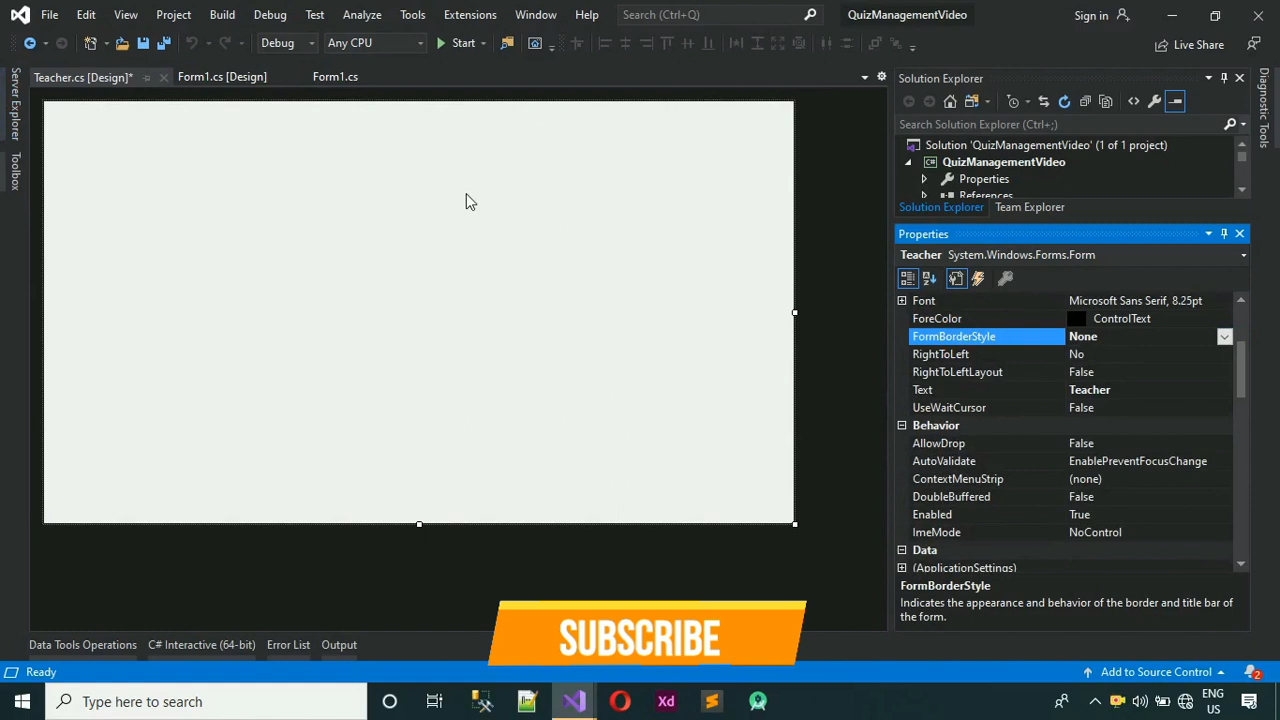 File Edit View Project Build Debug Test Analyze Tools Extensions Window Help Search (Ctrl+Q) QuizManagementVideo Sign in
Debug Any CPU Start Live Share
Teacher.cs [Design]* Form1.cs [Design] Form1.cs
Server Explorer
Toolbox
Solution Explorer
Search Solution Explorer (Ctrl+;)
Solution 'QuizManagementVideo' (1 of 1 project)
C# QuizManagementVideo
Properties
References
Solution Explorer Team Explorer
Diagnostic Tools
Properties
Teacher System.Windows.Forms.Form
Font Microsoft Sans Serif, 8.25pt
ForeColor ControlText
FormBorderStyle None
RightToLeft No
RightToLeftLayout False
Text Teacher
UseWaitCursor False
Behavior
AllowDrop False
AutoValidate EnablePreventFocusChange
ContextMenuStrip (none)
DoubleBuffered False
Enabled True
ImeMode NoControl
Data
(ApplicationSettings)
FormBorderStyle
Indicates the appearance and behavior of the border and title bar of
the form.
SUBSCRIBE
Data Tools Operations C# Interactive (64-bit) Error List Output
Ready Add to Source Control 2
Type here to search Xd ENG
US